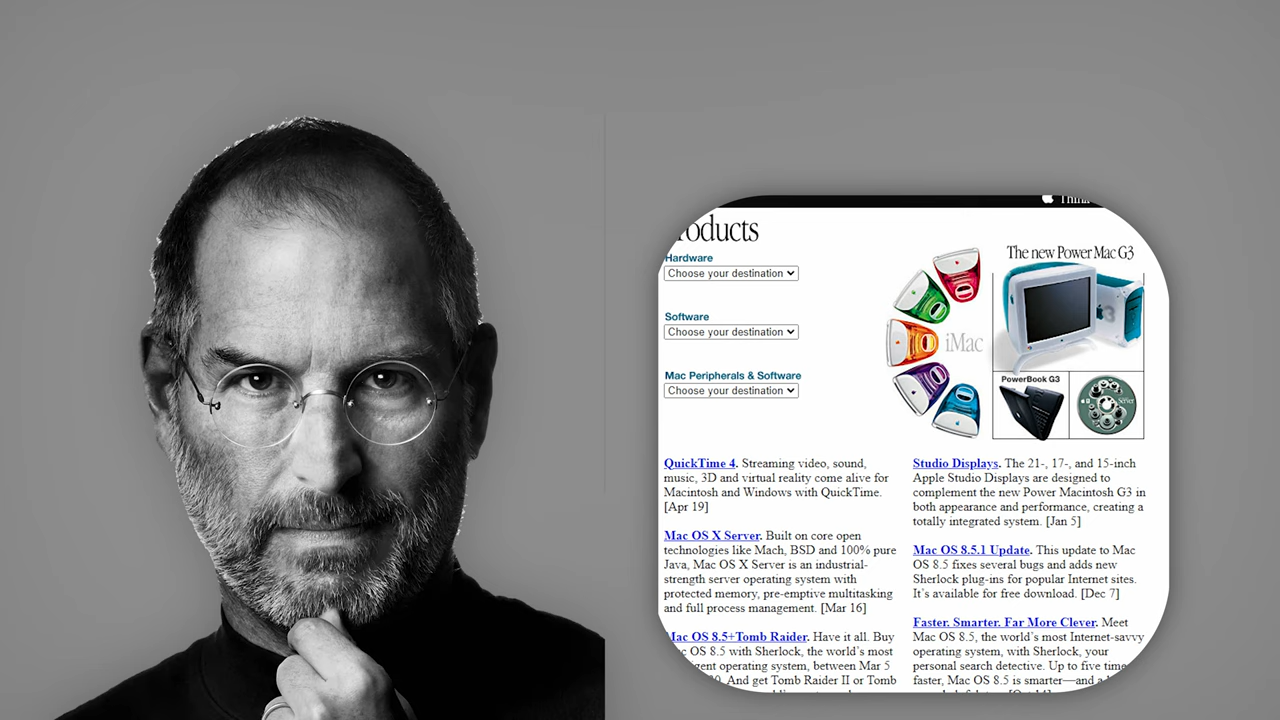 Products
Hardware
Choose your destination
Software
Choose your destination
Mac Peripherals & Software
Choose your destination
iMac
The new Power Mac G3
PowerBook G3
Server
QuickTime 4. Streaming video, sound,
music, 3D and virtual reality come alive for
Macintosh and Windows with QuickTime.
[Apr 19]
Mac OS X Server. Built on core open
technologies like Mach, BSD and 100% pure
Java, Mac OS X Server is an industrial-
strength server operating system with
protected memory, pre-emptive multitasking
and full process management. [Mar 16]
Mac OS 8.5+Tomb Raider. Have it all. Buy
OS 8.5 with Sherlock, the world's most
operating system, between Mar 5
And get Tomb Raider II or Tomb
Studio Displays. The 21-, 17-, and 15-inch
Apple Studio Displays are designed to
complement the new Power Macintosh G3 in
both appearance and performance, creating a
totally integrated system. [Jan 5]
Mac OS 8.5.1 Update. This update to Mac
OS 8.5 fixes several bugs and adds new
Sherlock plug-ins for popular Internet sites.
It's available for free download. [Dec 7]
Faster. Smarter. Far More Clever. Meet
Mac OS 8.5, the world's most Internet-savvy
operating system, with Sherlock, your
personal search detective. Up to five times
faster, Mac OS 8.5 is smarter—and a